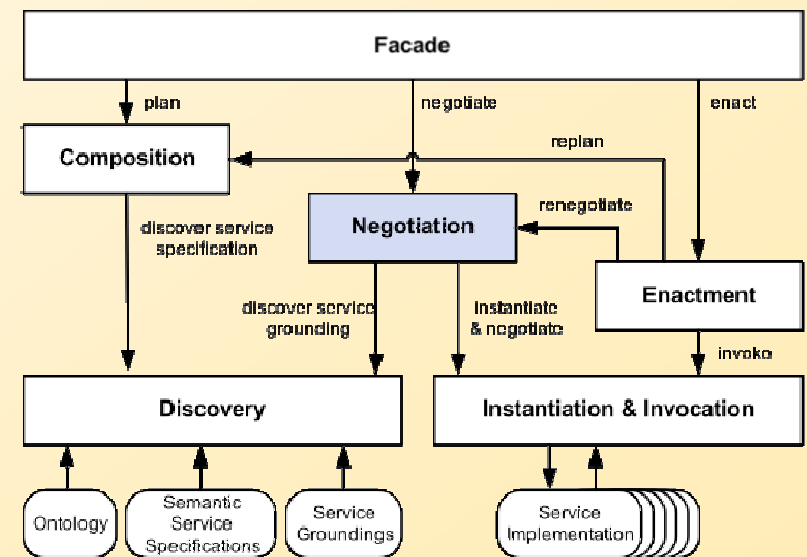 Facade
plan
negotiate
enact
Composition
replan
Negotiation
renegotiate
discover service
specification
Enactment
discover service
grounding
instantiate
& negotiate
invoke
Discovery
Instantiation & Invocation
Ontology
Semantic
Service
Specifications
Service
Groundings
Service
Implementation